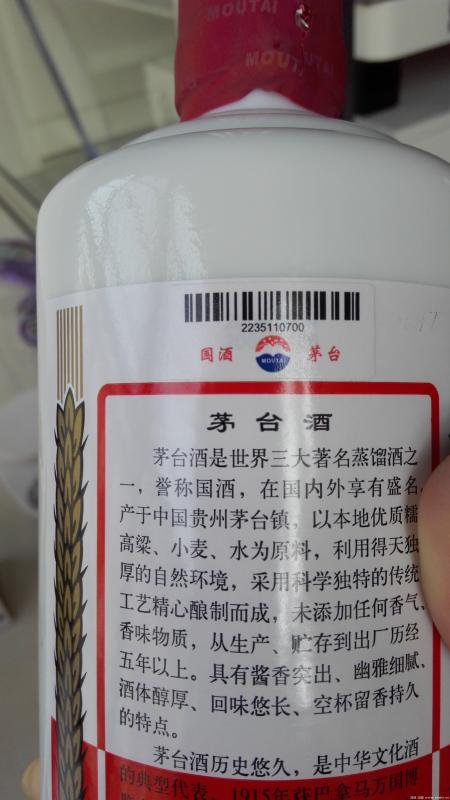 MOUTAI
MOUTAI
2235110700
国酒 MOUTAI 茅台
茅台酒
茅台酒是世界三大著名蒸馏酒之
一，誉称国酒，在国内外享有盛名。
产于中国贵州茅台镇，以本地优质糯
高粱、小麦、水为原料，利用得天独
厚的自然环境，采用科学独特的传统
工艺精心酿制而成，未添加任何香气、
香味物质，从生产、贮存到出厂历经
五年以上。具有酱香突出、幽雅细腻、
酒体醇厚、回味悠长、空杯留香持久
的特点。
茅台酒历史悠久，是中华文化酒
的典型代表。1915年获巴拿马万国博